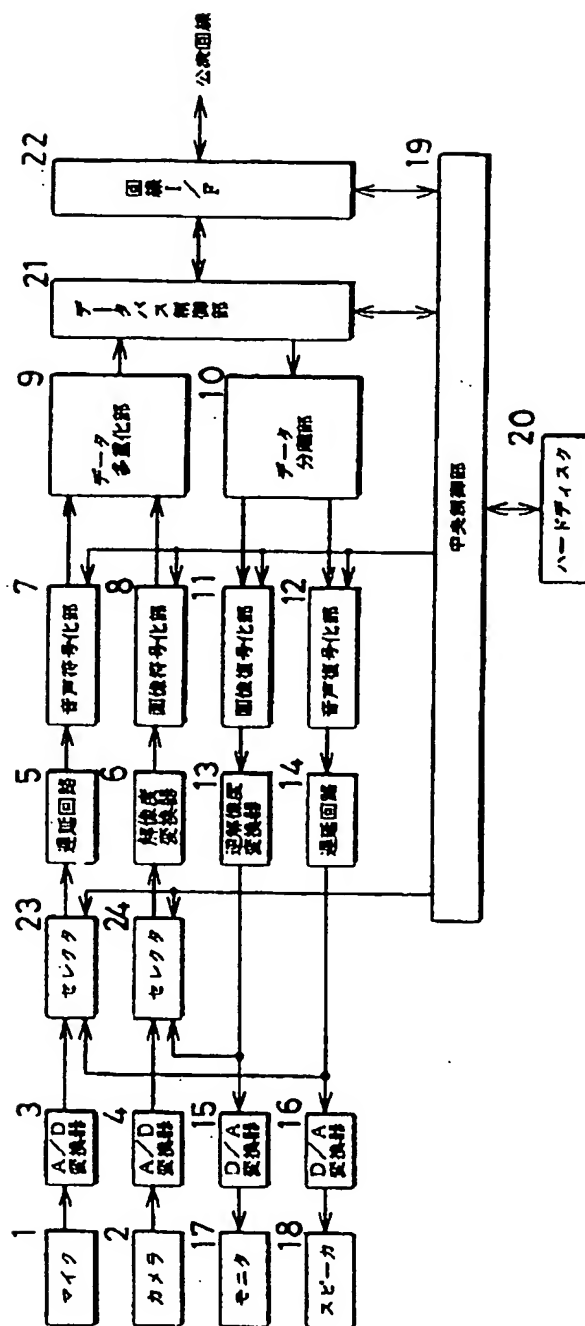 1
マイク
3
A/D
変換器
23
セレクタ
5
遅延回路
7
音声符号化部
9
データ
多重化部
21
データパス制御部
22
回線I/F
公衆回線
2
カメラ
4
A/D
変換器
24
セレクタ
6
解像度
変換器
8
画像符号化部
17
モニタ
15
D/A
変換器
13
逆解像度
変換器
11
画像復号化部
10
データ
分離部
18
スピーカ
16
D/A
変換器
14
遅延回路
12
音声復号化部
19
中央制御部
20
ハードディスク